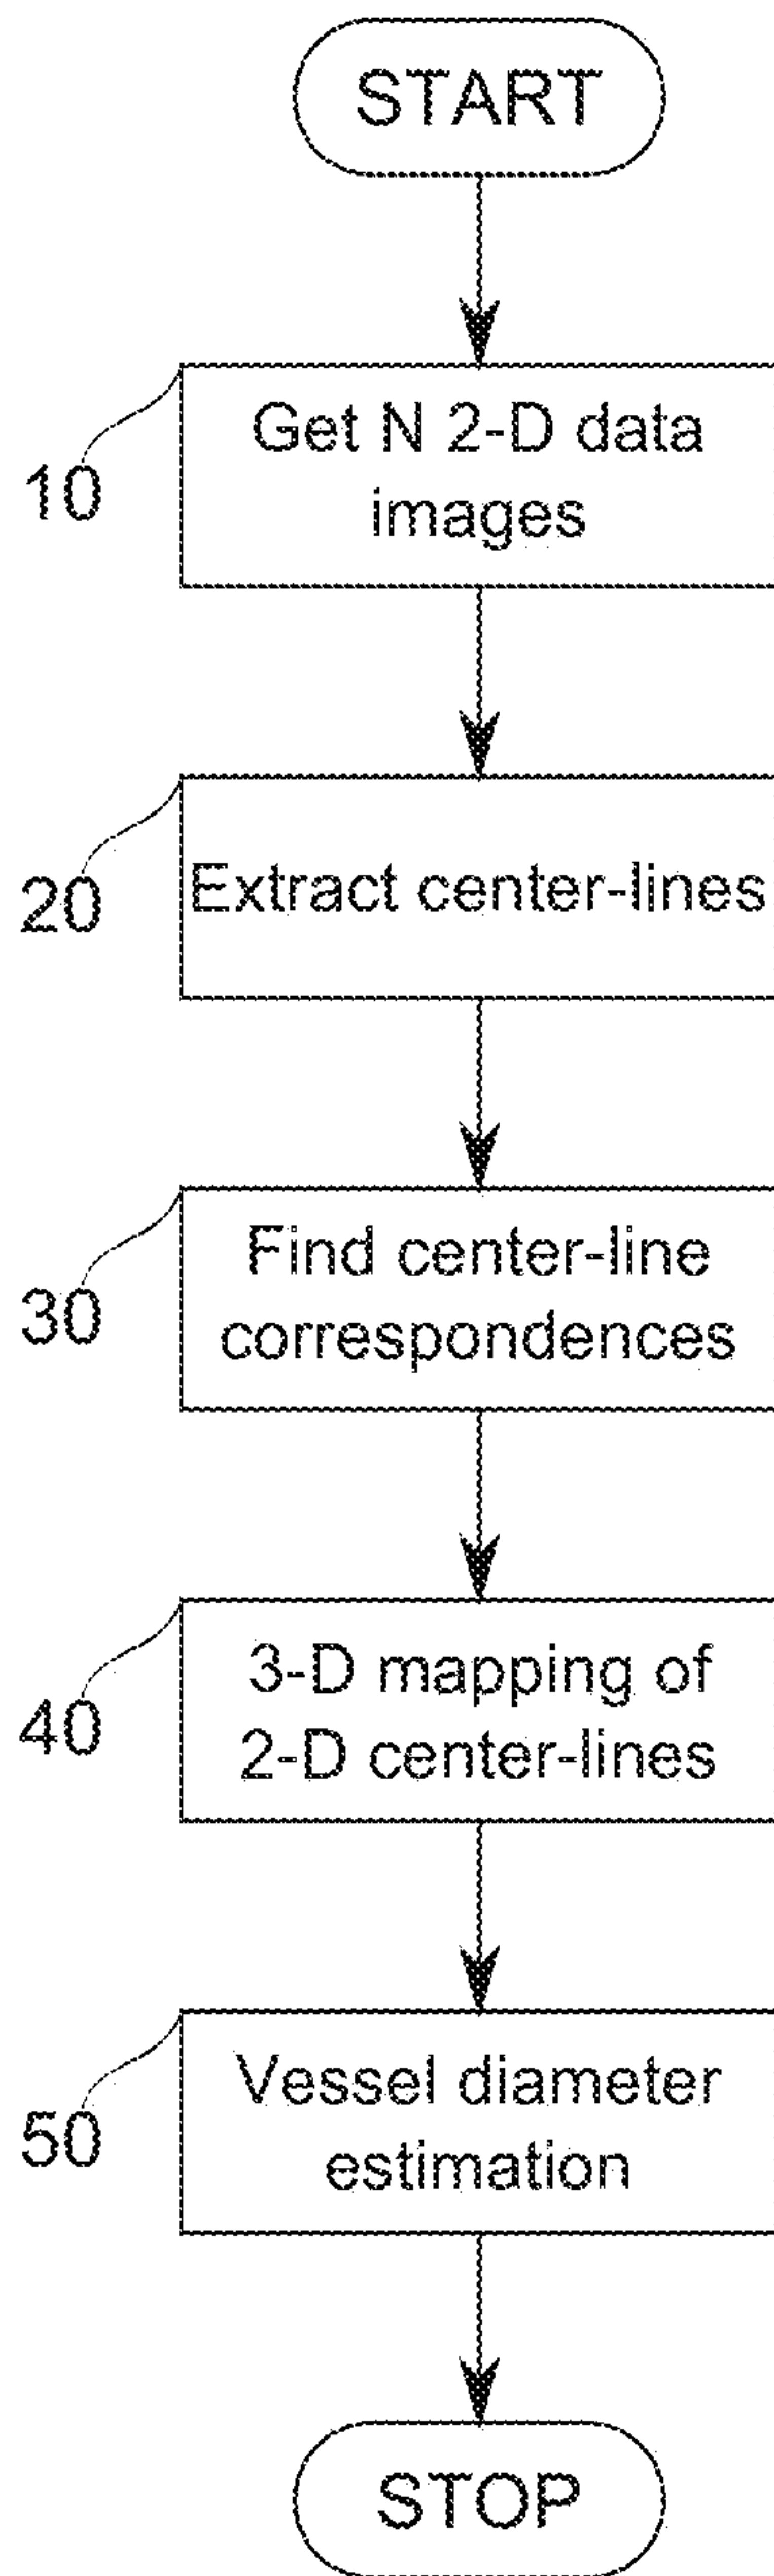 START
10
Get N 2-D data
images
20
Extract center-lines
30
Find center-line
correspondences
40
3-D mapping of
2-D center-lines
50
Vessel diameter
estimation
STOP